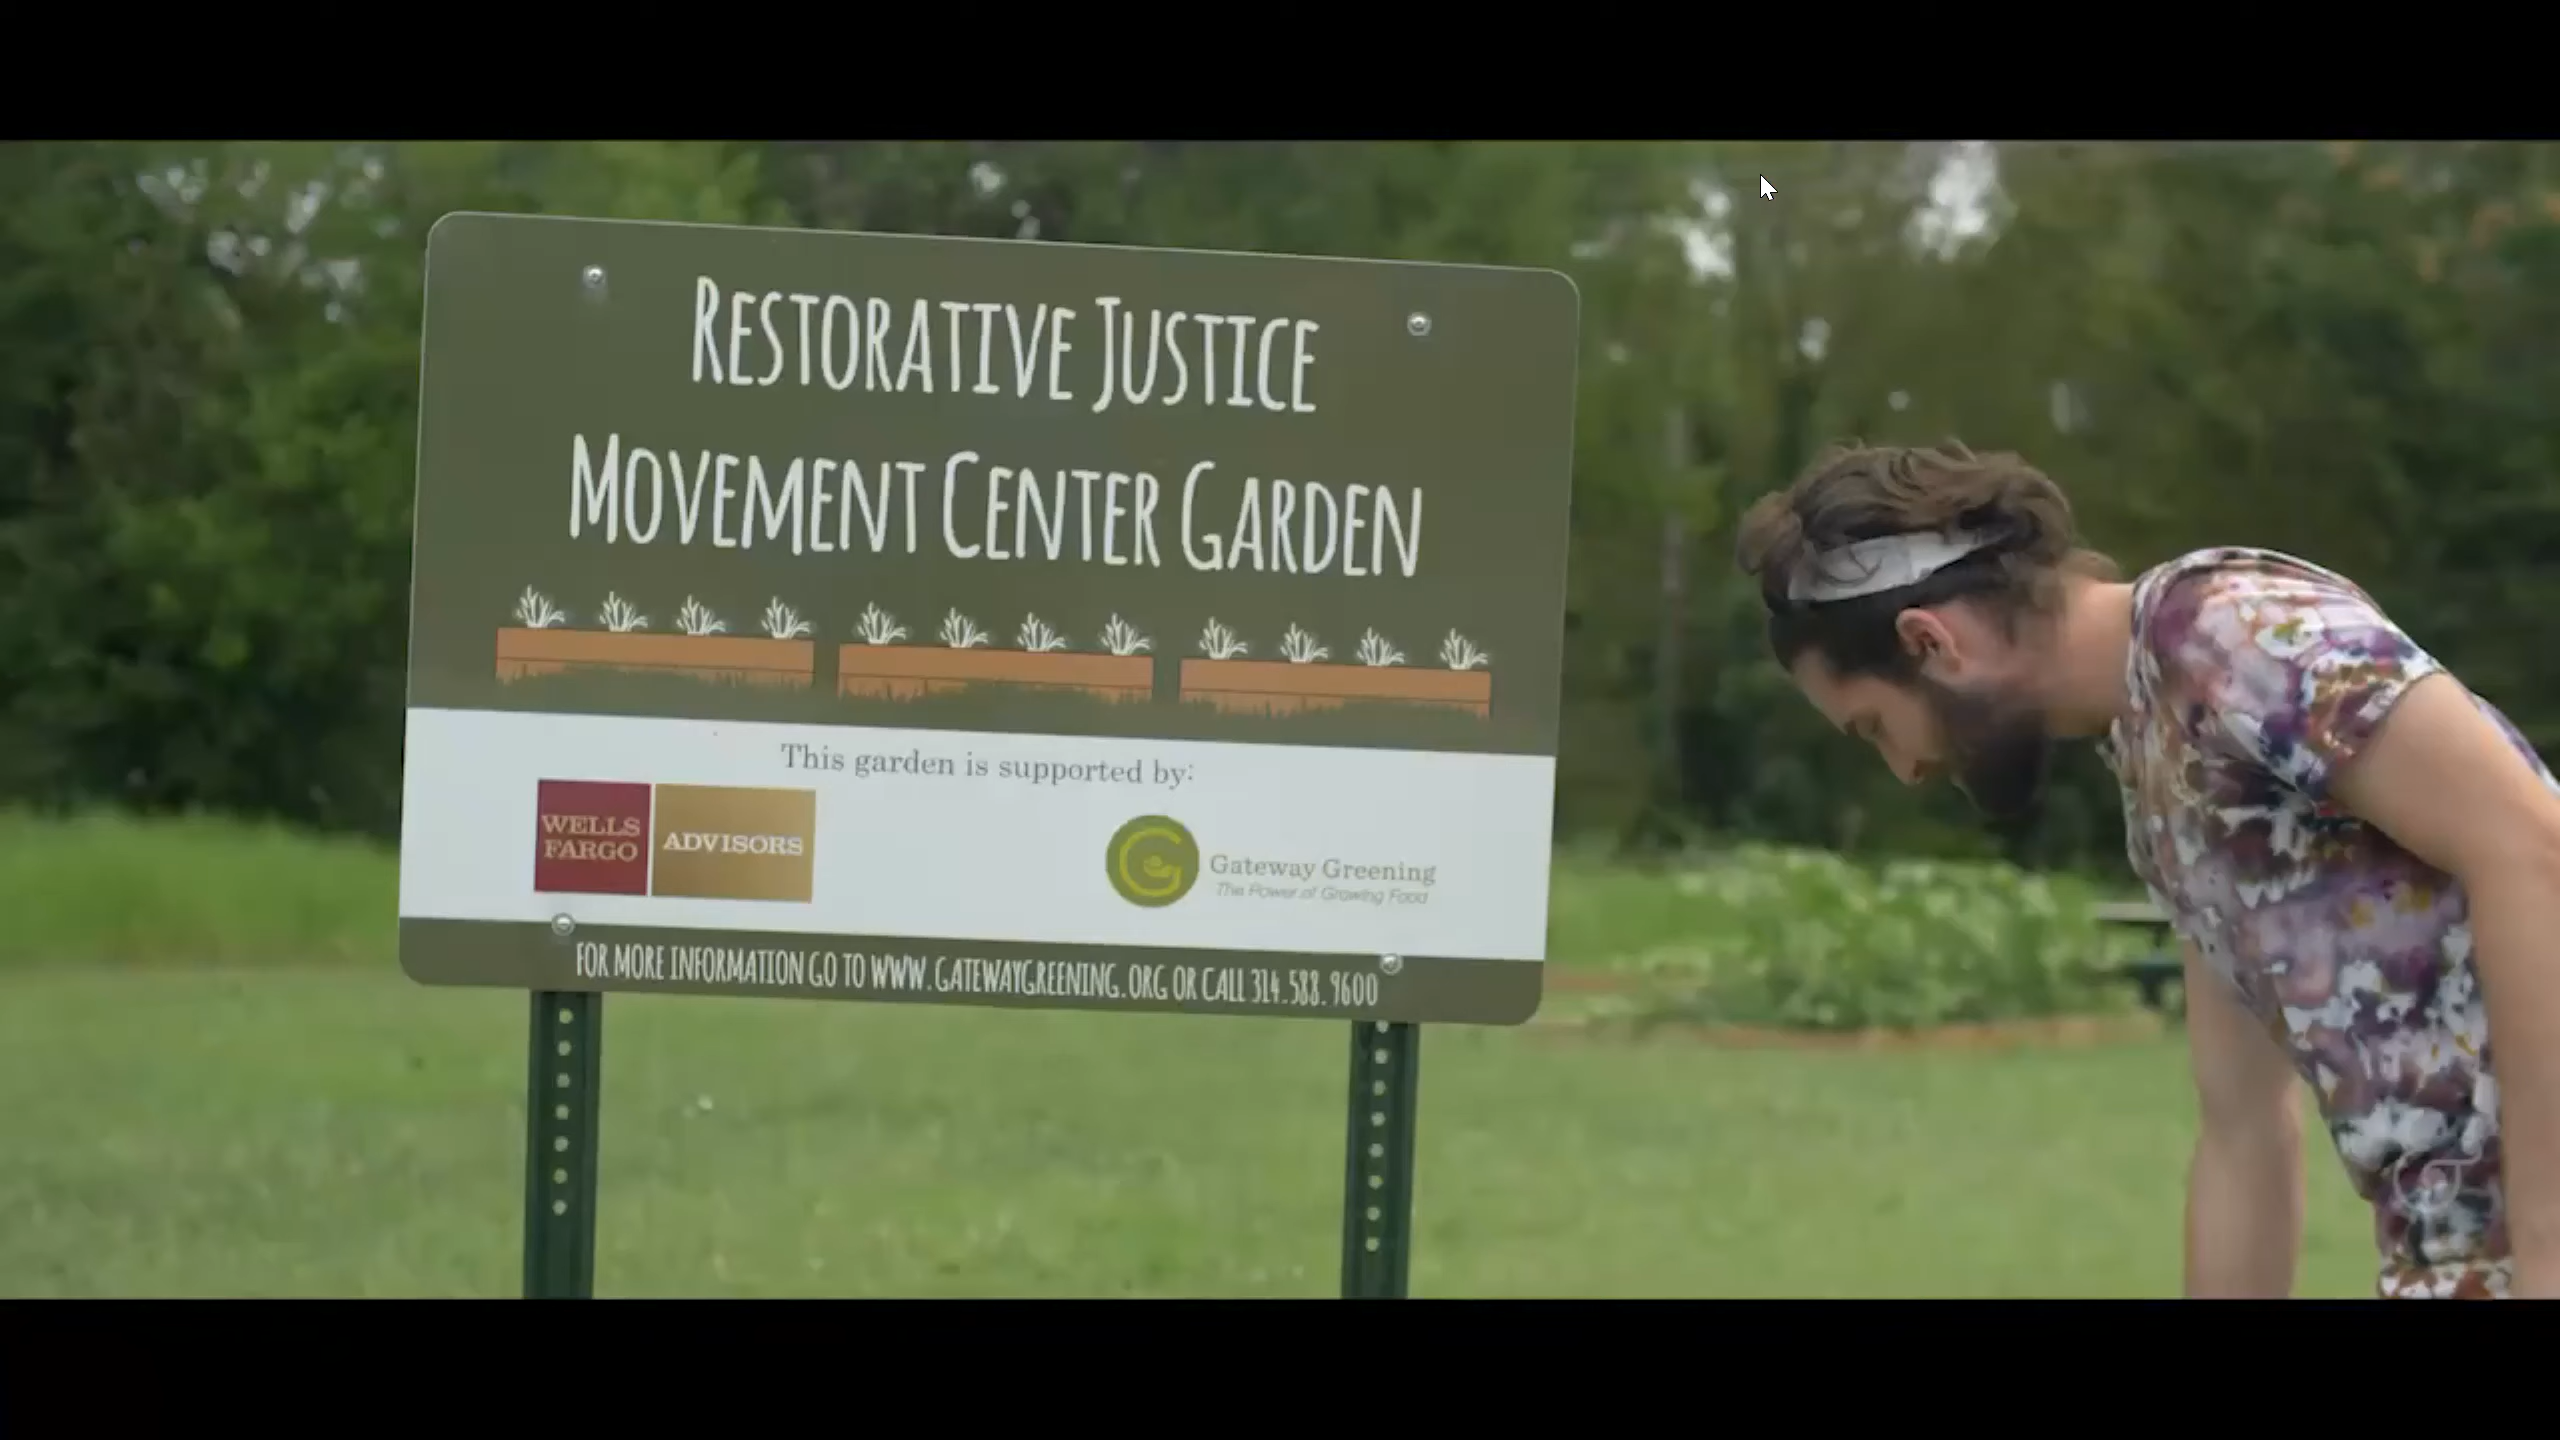 RESTORATIVE JUSTICE
MOVEMENT CENTER GARDEN
This garden is supported by:
WELLS
FARGO
ADVISORS
Gateway Greening
The Power of Growing Food
FOR MORE INFORMATION GO TO WWW.GATEWAYGREENING.ORG OR CALL 314.588.9600